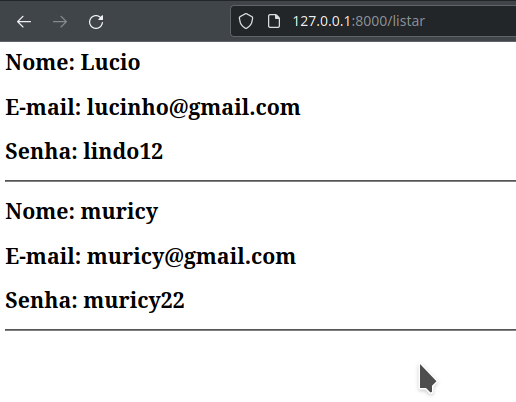 127.0.0.1:8000/listar
Nome: Lucio
E-mail: lucinho@gmail.com
Senha: lindo12
Nome: muricy
E-mail: muricy@gmail.com
Senha: muricy22